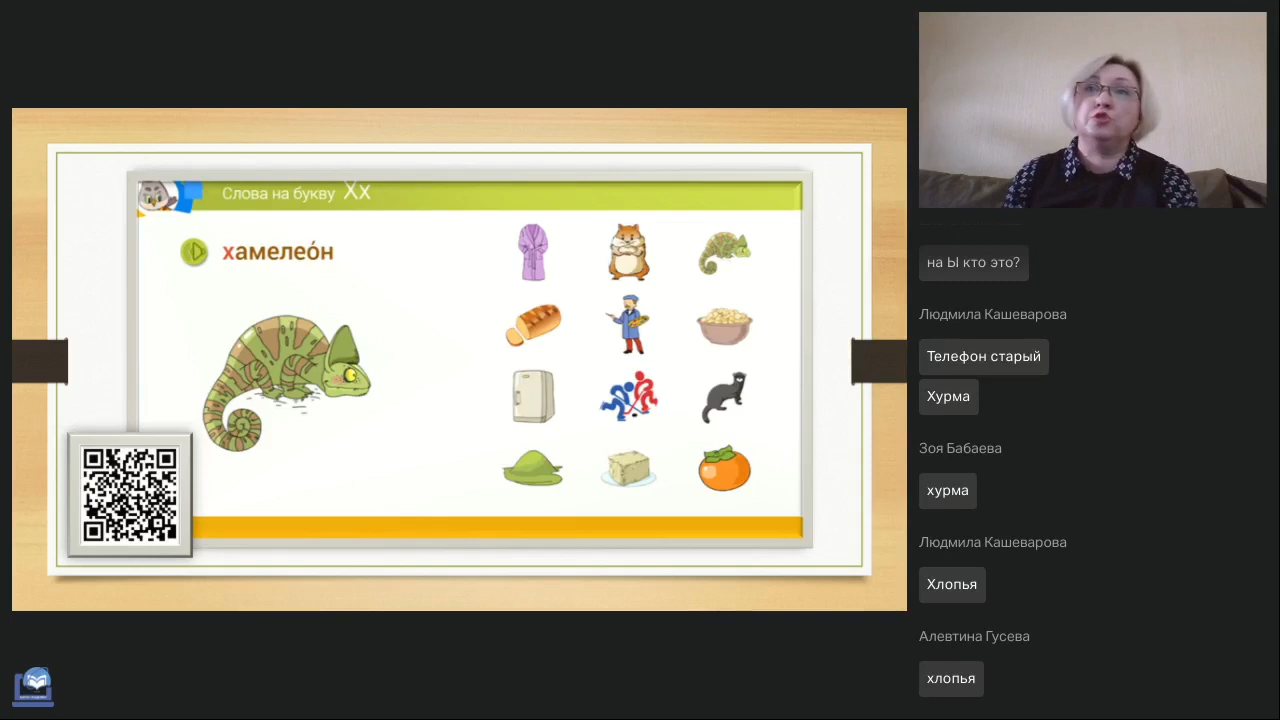 Слова на букву Хх
хамелео́н
на Ы кто это?
Людмила Кашеварова
Телефон старый
Хурма
Зоя Бабаева
хурма
Людмила Кашеварова
Хлопья
Алевтина Гусева
хлопья